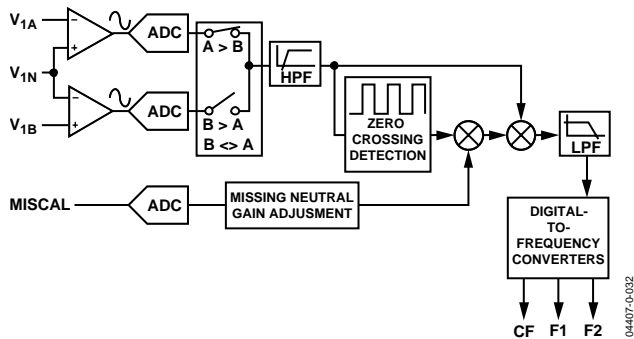 V1A
−
+
ADC
A > B
HPF
V1N
−
+
ADC
B > A
B <> A
V1B
ZERO
CROSSING
DETECTION
LPF
MISCAL
ADC
MISSING NEUTRAL
GAIN ADJUSMENT
DIGITAL-
TO-
FREQUENCY
CONVERTERS
CF F1 F2
04407-0-032